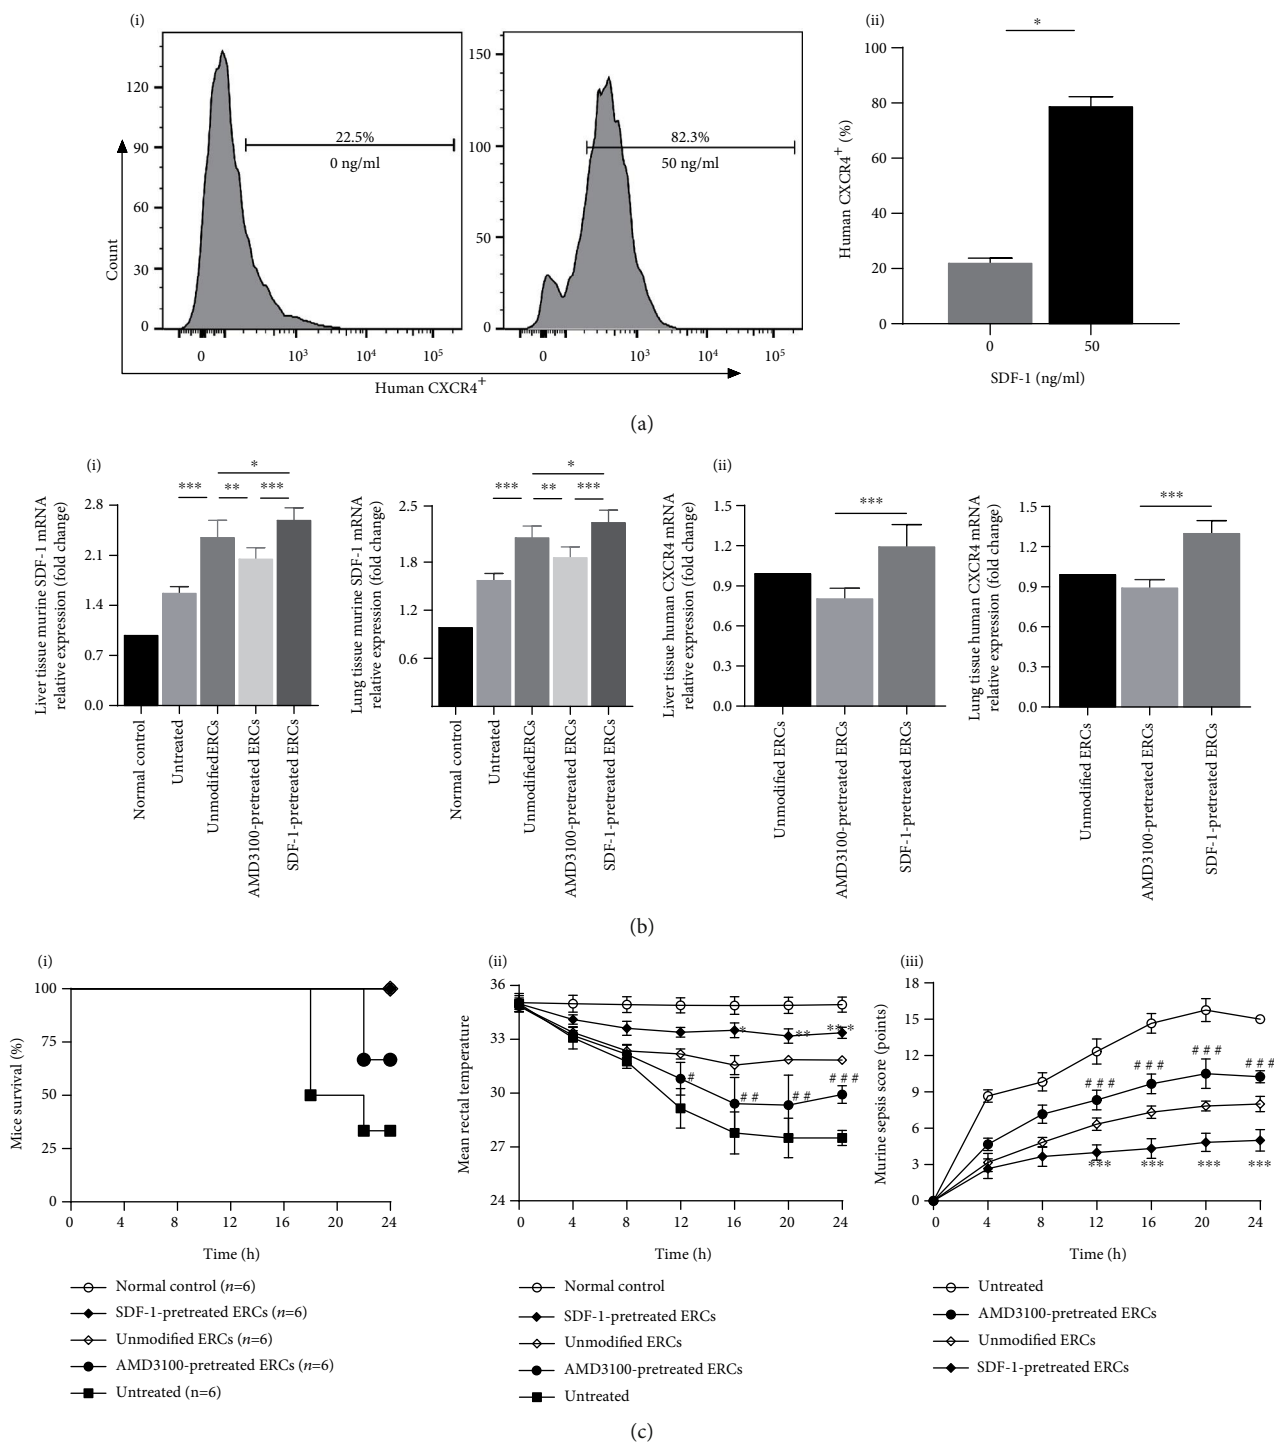 (i)
(ii)
Count
120
90
60
30
0
22.5%
0 ng/ml
0
10³
10⁴
10⁵
150
100
50
0
82.3%
50 ng/ml
0
10³
10⁴
10⁵
Human CXCR4⁺
Human CXCR4⁺ (%)
100
80
60
40
20
0
*
0
50
SDF-1 (ng/ml)
(a)
(i)
(ii)
Liver tissue murine SDF-1 mRNA
relative expression (fold change)
2.8
2.1
1.4
0.7
0.0
***
**
***
*
Normal control
Untreated
UnmodifiedERCs
AMD3100-pretreated ERCs
SDF-1-pretreated ERCs
Lung tissue murine SDF-1 mRNA
relative expression (fold change)
2.5
1.8
1.2
0.6
***
**
***
*
Normal control
Untreated
UnmodifiedERCs
AMD3100-pretreated ERCs
SDF-1-pretreated ERCs
Liver tissue human CXCR4 mRNA
relative expression (fold change)
1.5
1.2
0.9
0.6
0.3
0.0
***
Unmodified ERCs
AMD3100-pretreated ERCs
SDF-1-pretreated ERCs
Lung tissue human CXCR4 mRNA
relative expression (fold change)
1.5
1.2
0.9
0.6
0.3
0.0
***
Unmodified ERCs
AMD3100-pretreated ERCs
SDF-1-pretreated ERCs
(b)
(i)
Mice survival (%)
100
75
50
25
0
0
4
8
12
16
20
24
Time (h)
Normal control (n=6)
SDF-1-pretreated ERCs (n=6)
Unmodified ERCs (n=6)
AMD3100-pretreated ERCs (n=6)
Untreated (n=6)
(ii)
Mean rectal temperature
36
33
30
27
24
*
**
***
#
##
##
###
0
4
8
12
16
20
24
Time (h)
Normal control
SDF-1-pretreated ERCs
Unmodified ERCs
AMD3100-pretreated ERCs
Untreated
(iii)
Murine sepsis score (points)
18
15
12
9
6
3
0
###
###
###
###
***
***
***
***
0
4
8
12
16
20
24
Time (h)
Untreated
AMD3100-pretreated ERCs
Unmodified ERCs
SDF-1-pretreated ERCs
(c)